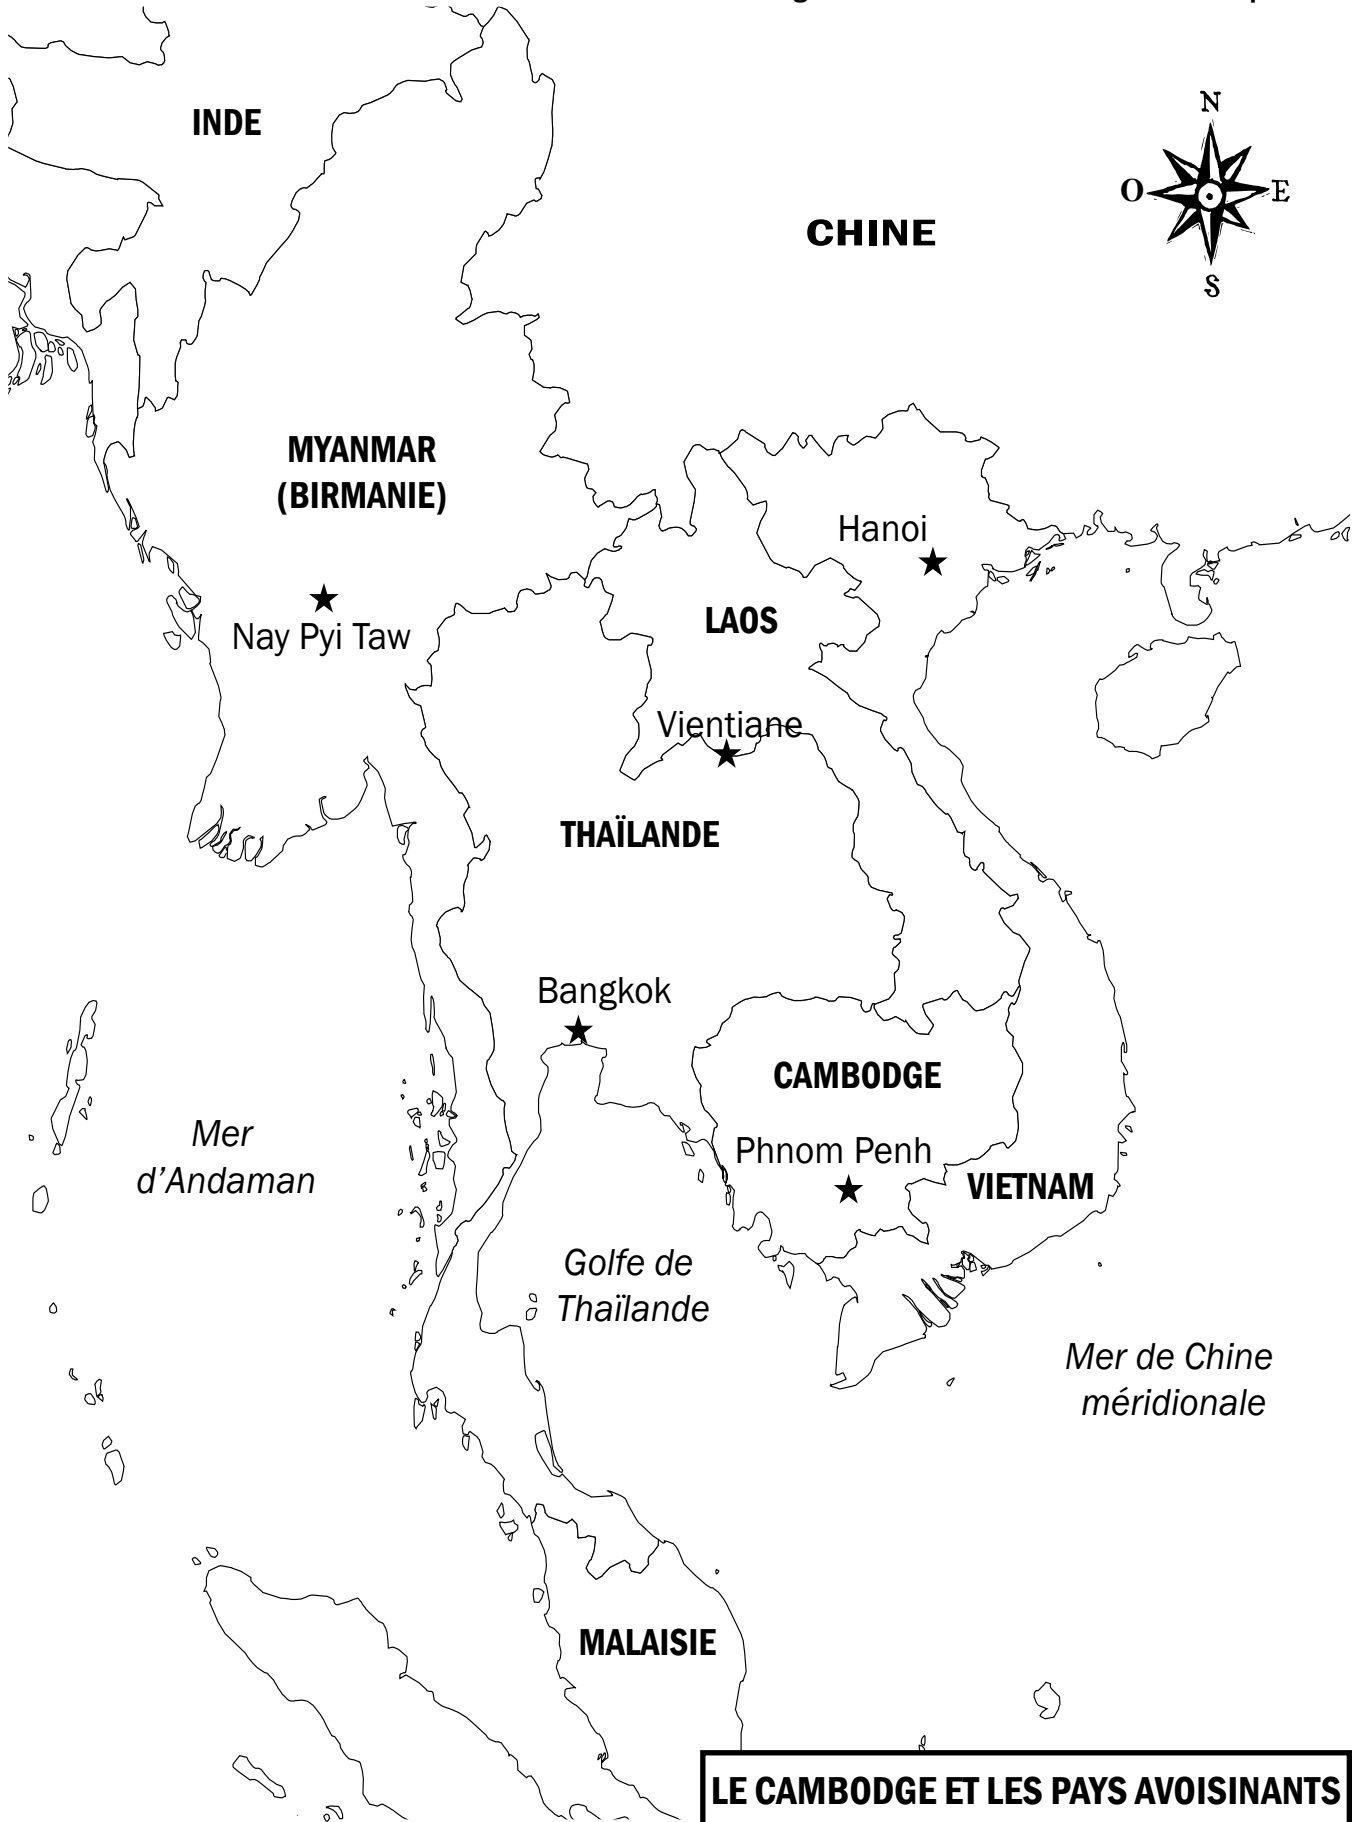 INDE
N
O
E
S
CHINE
MYANMAR
(BIRMANIE)
Hanoi
Nay Pyi Taw
LAOS
Vientiane
THAÏLANDE
Bangkok
CAMBODGE
Mer
d'Andaman
Phnom Penh
VIETNAM
Golfe de
Thaïlande
Mer de Chine
méridionale
MALAISIE
LE CAMBODGE ET LES PAYS AVOISINANTS